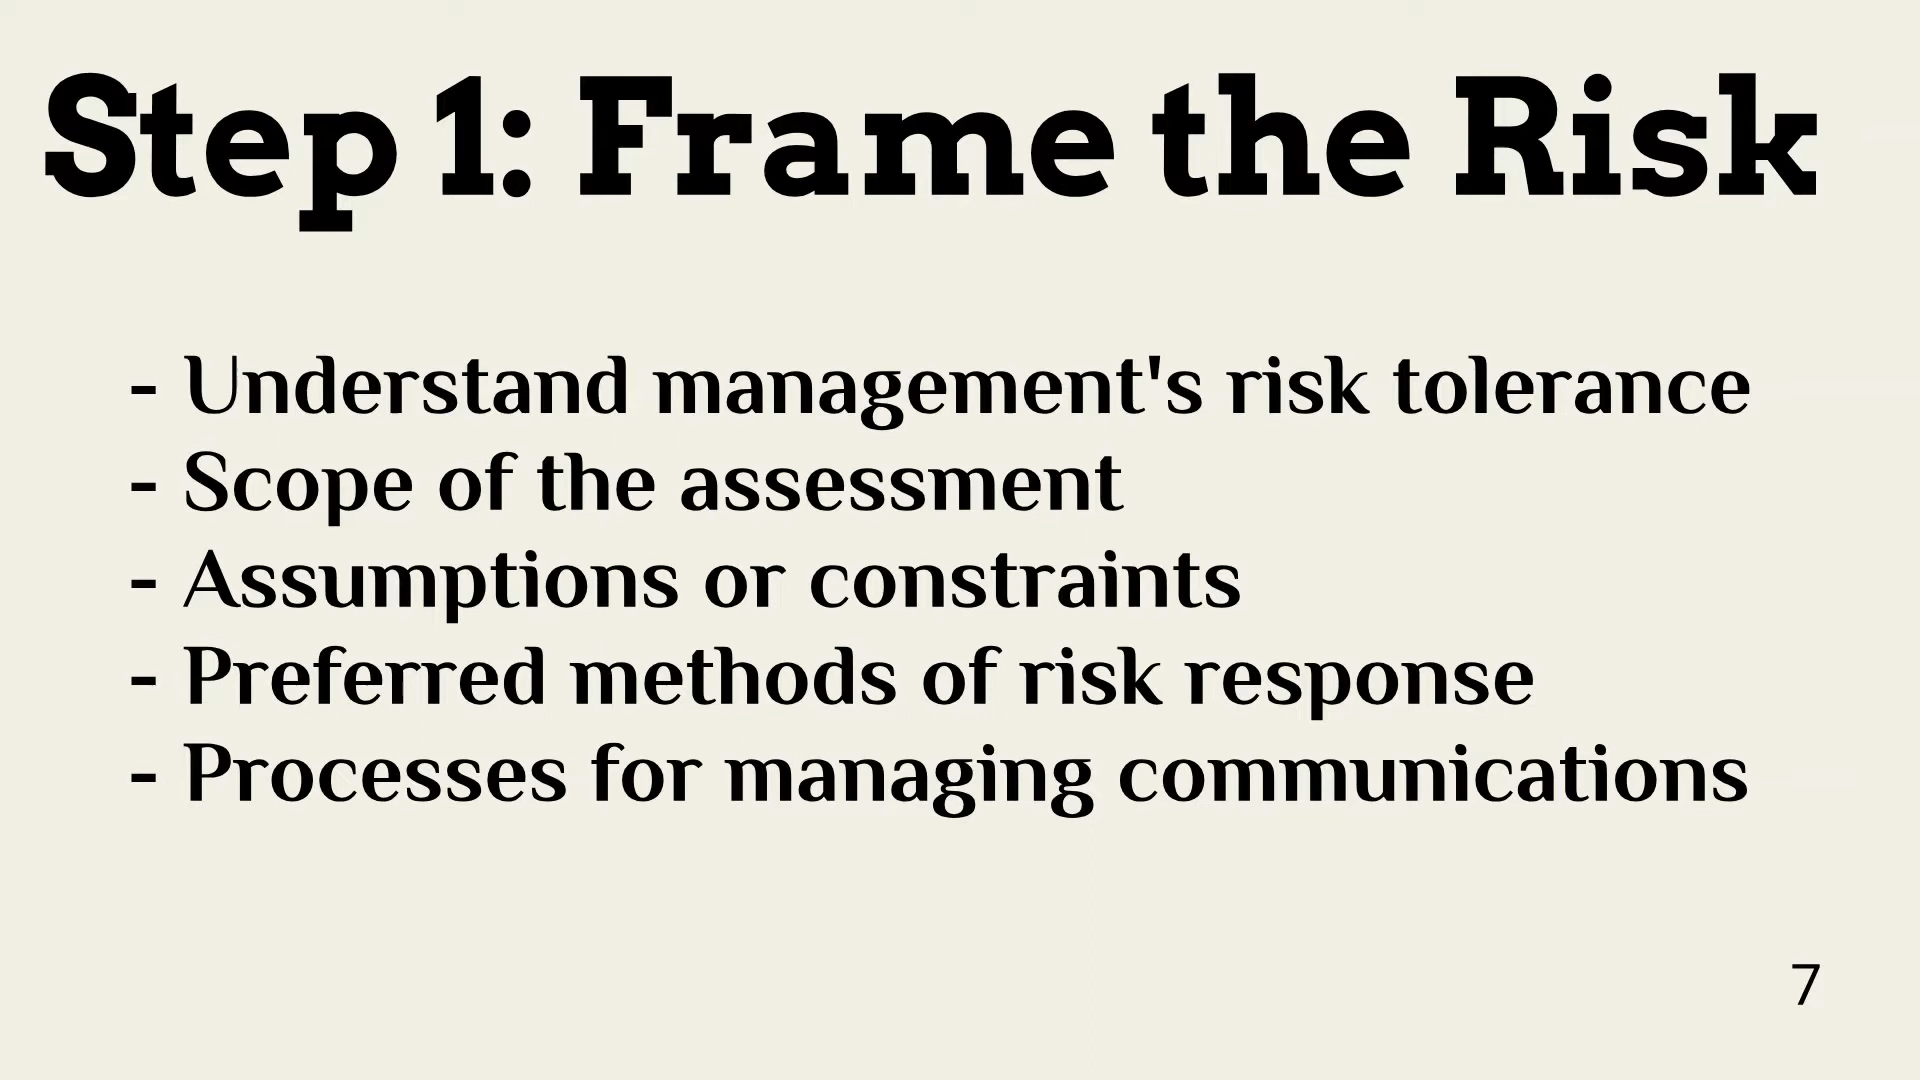 Step 1: Frame the Risk
- Understand management's risk tolerance
- Scope of the assessment
- Assumptions or constraints
- Preferred methods of risk response
- Processes for managing communications
7